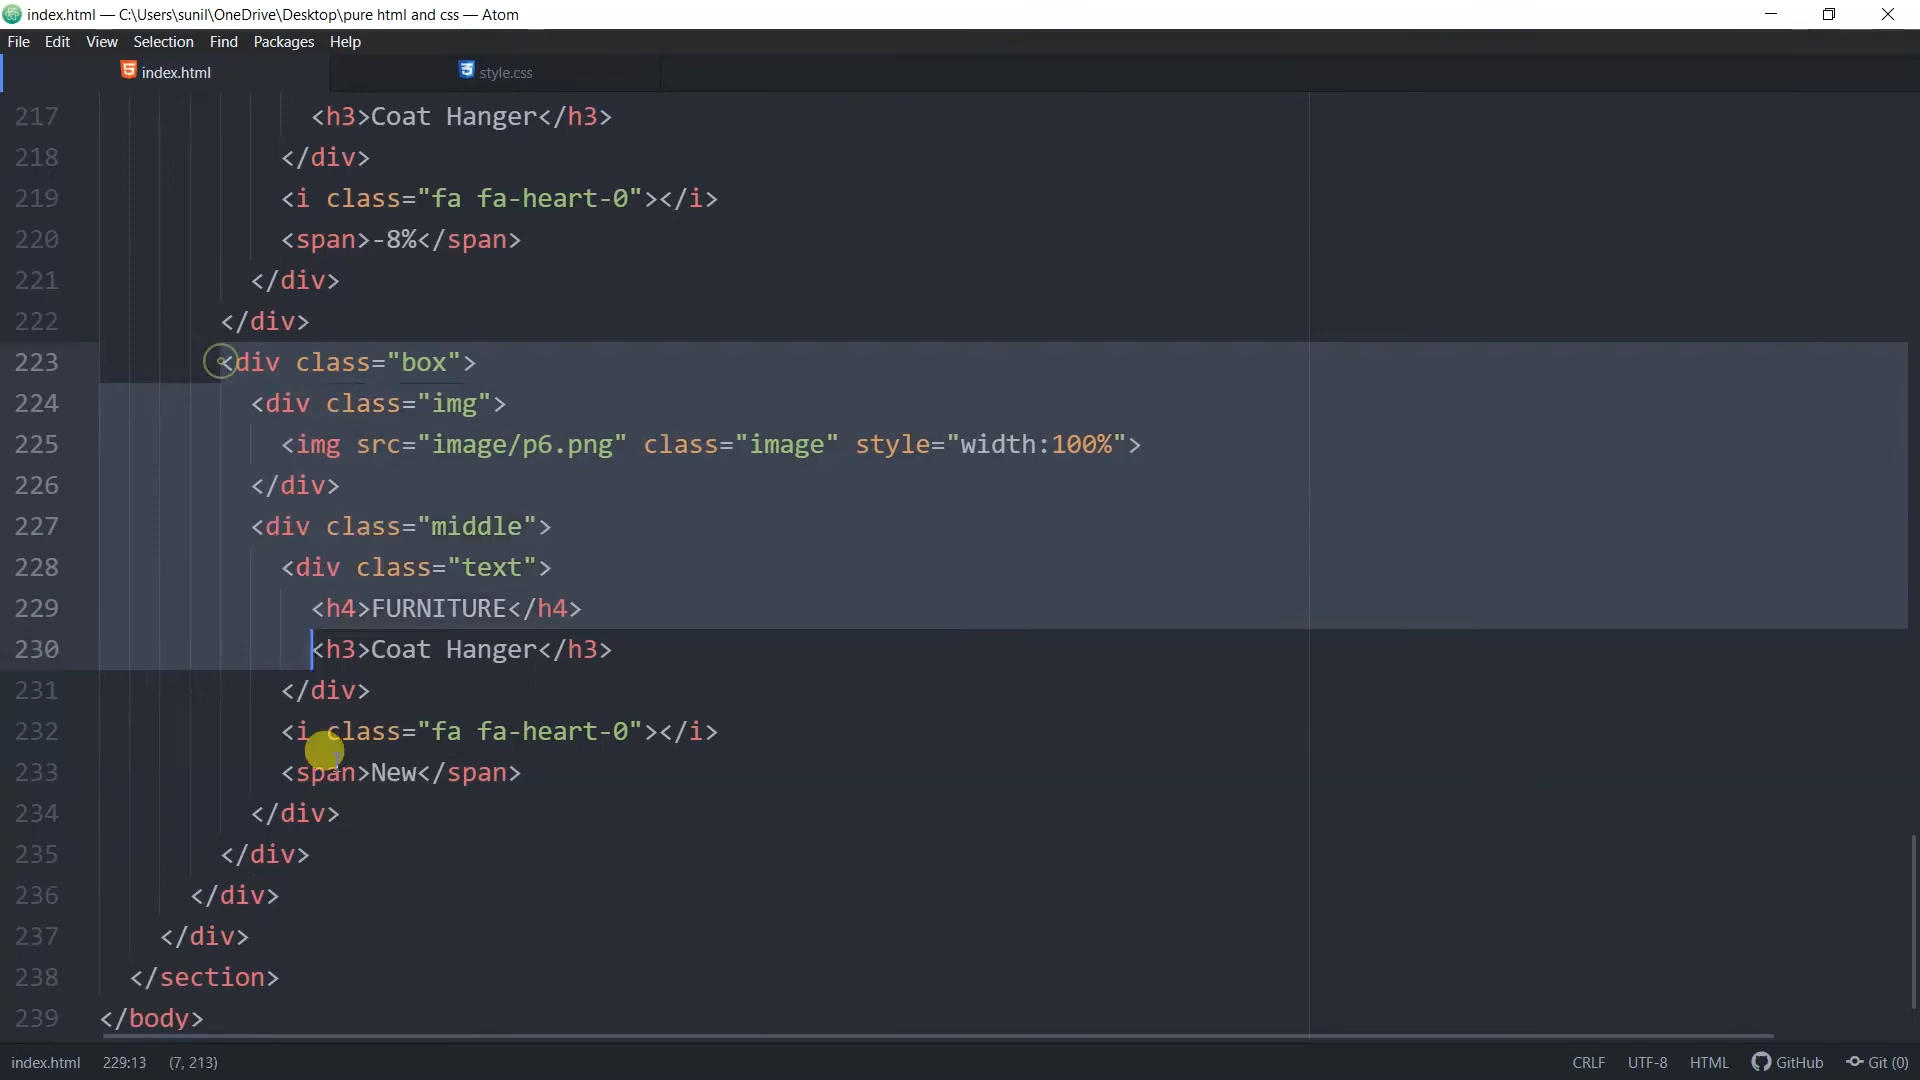 index.html — C:\Users\sunil\OneDrive\Desktop\pure html and css — Atom
File Edit View Selection Find Packages Help
index.html style.css
217 <h3>Coat Hanger</h3>
218 </div>
219 <i class="fa fa-heart-0"></i>
220 <span>-8%</span>
221 </div>
222 </div>
223 <div class="box">
224 <div class="img">
225 <img src="image/p6.png" class="image" style="width:100%">
226 </div>
227 <div class="middle">
228 <div class="text">
229 <h4>FURNITURE</h4>
230 <h3>Coat Hanger</h3>
231 </div>
232 <i class="fa fa-heart-0"></i>
233 <span>New</span>
234 </div>
235 </div>
236 </div>
237 </div>
238 </section>
239 </body>
index.html 229:13 (7, 213) CRLF UTF-8 HTML GitHub Git (0)